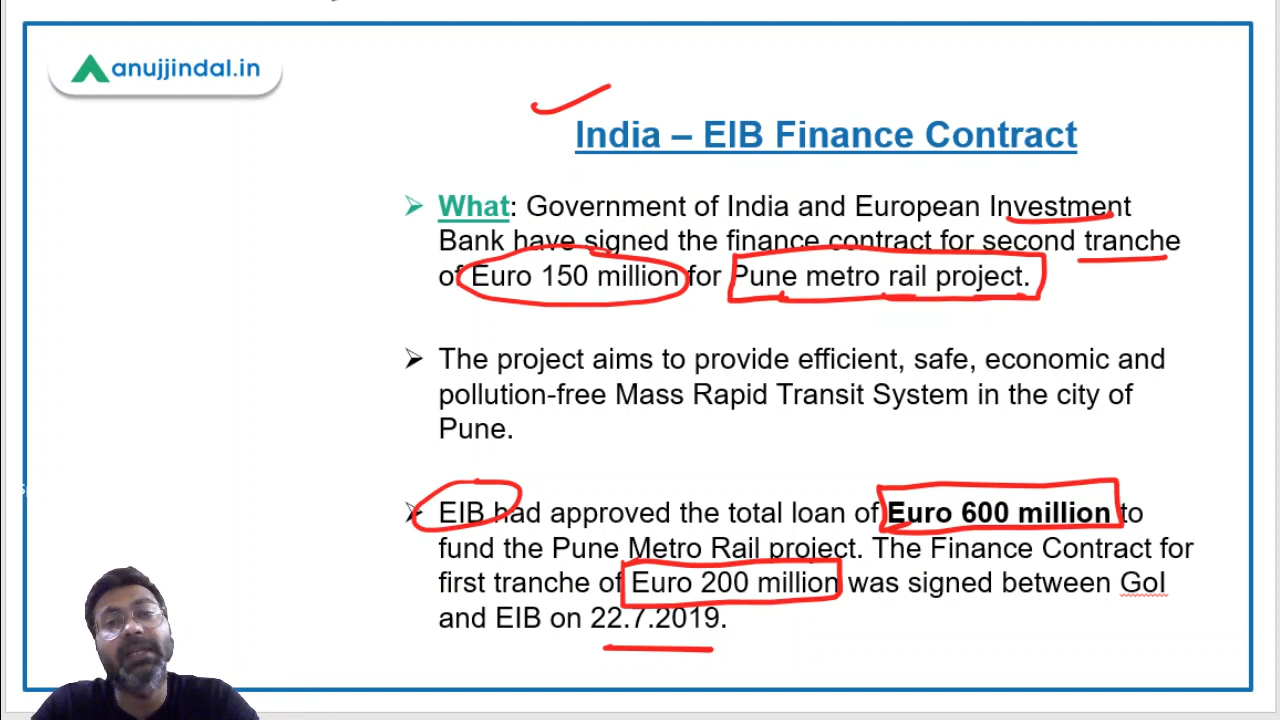 anujjindal.in
India – EIB Finance Contract
What: Government of India and European Investment
Bank have signed the finance contract for second tranche
of Euro 150 million for Pune metro rail project.
The project aims to provide efficient, safe, economic and
pollution-free Mass Rapid Transit System in the city of
Pune.
EIB had approved the total loan of Euro 600 million to
fund the Pune Metro Rail project. The Finance Contract for
first tranche of Euro 200 million was signed between GoI
and EIB on 22.7.2019.